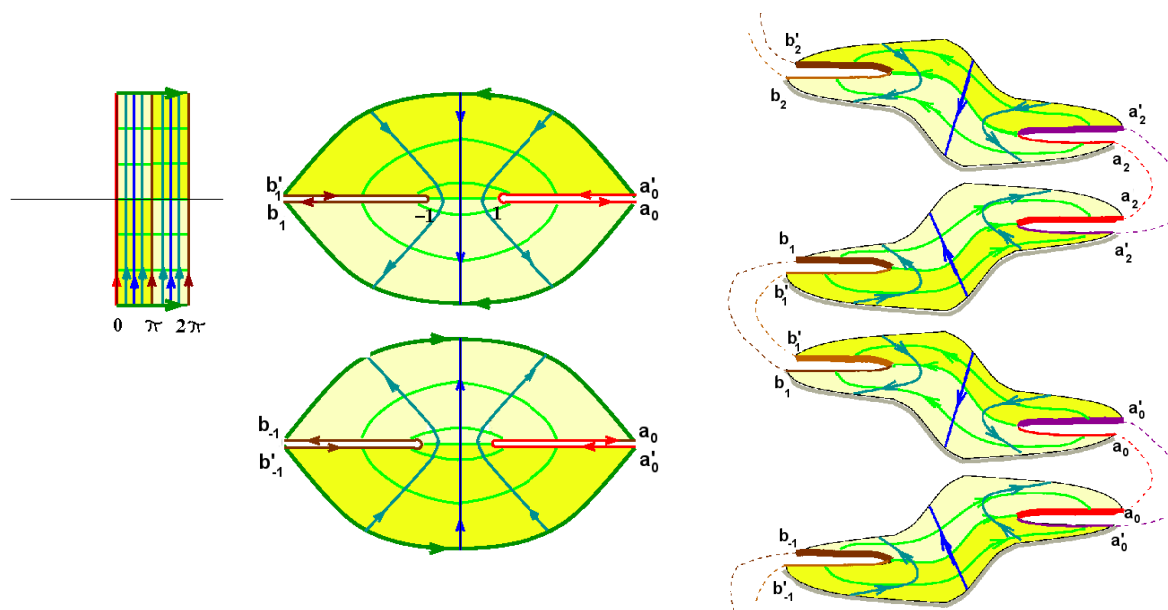 0 π 2π
b'₁ a'₀
b₁ −1 1 a₀
b₋₁ a₀
b'₋₁ a'₀
b'₂
b₂ a'₂
a₂
b₁ a₂
b'₁ a'₂
b'₁
b₁ a'₀
a₀
b₋₁ a₀
b'₋₁ a'₀